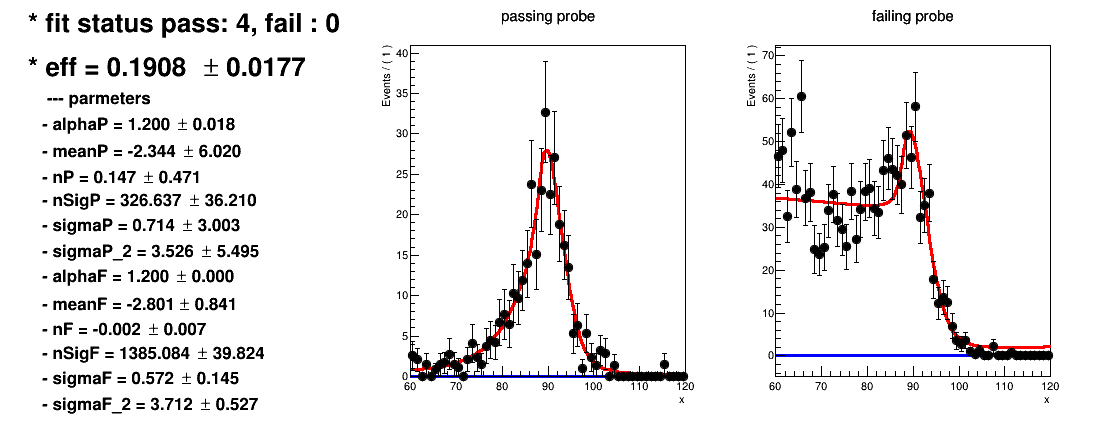 * fit status pass: 4, fail : 0
* eff = 0.1908 ± 0.0177
--- parmeters
- alphaP = 1.200 ± 0.018
- meanP = -2.344 ± 6.020
- nP = 0.147 ± 0.471
- nSigP = 326.637 ± 36.210
- sigmaP = 0.714 ± 3.003
- sigmaP_2 = 3.526 ± 5.495
- alphaF = 1.200 ± 0.000
- meanF = -2.801 ± 0.841
- nF = -0.002 ± 0.007
- nSigF = 1385.084 ± 39.824
- sigmaF = 0.572 ± 0.145
- sigmaF_2 = 3.712 ± 0.527
passing probe
Events / ( 1 )
40
35
30
25
20
15
10
5
0
60 70 80 90 100 110 120
x
failing probe
Events / ( 1 )
70
60
50
40
30
20
10
0
60 70 80 90 100 110 120
x